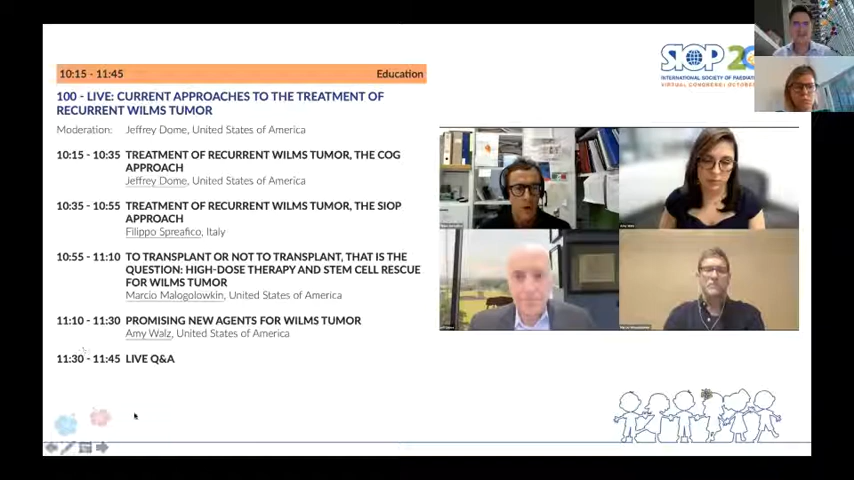 10:15 - 11:45 Education
100 - LIVE: CURRENT APPROACHES TO THE TREATMENT OF
RECURRENT WILMS TUMOR
Moderation: Jeffrey Dome, United States of America
10:15 - 10:35 TREATMENT OF RECURRENT WILMS TUMOR, THE COG
APPROACH
Jeffrey Dome, United States of America
10:35 - 10:55 TREATMENT OF RECURRENT WILMS TUMOR, THE SIOP
APPROACH
Filippo Spreafico, Italy
10:55 - 11:10 TO TRANSPLANT OR NOT TO TRANSPLANT, THAT IS THE
QUESTION: HIGH-DOSE THERAPY AND STEM CELL RESCUE
FOR WILMS TUMOR
Marcio Malogolowkin, United States of America
11:10 - 11:30 PROMISING NEW AGENTS FOR WILMS TUMOR
Amy Walz, United States of America
11:30 - 11:45 LIVE Q&A
SIOP 2
INTERNATIONAL SOCIETY OF PAEDIA
VIRTUAL CONGRESS | OCTOBER